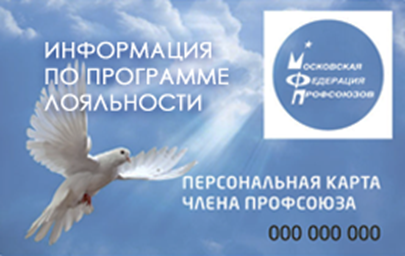 ИНФОРМАЦИЯ
ПО ПРОГРАММЕ
ЛОЯЛЬНОСТИ
МОСКОВСКАЯ
ФЕДЕРАЦИЯ
ПРОФСОЮЗОВ
ПЕРСОНАЛЬНАЯ КАРТА
ЧЛЕНА ПРОФСОЮЗА
000 000 000